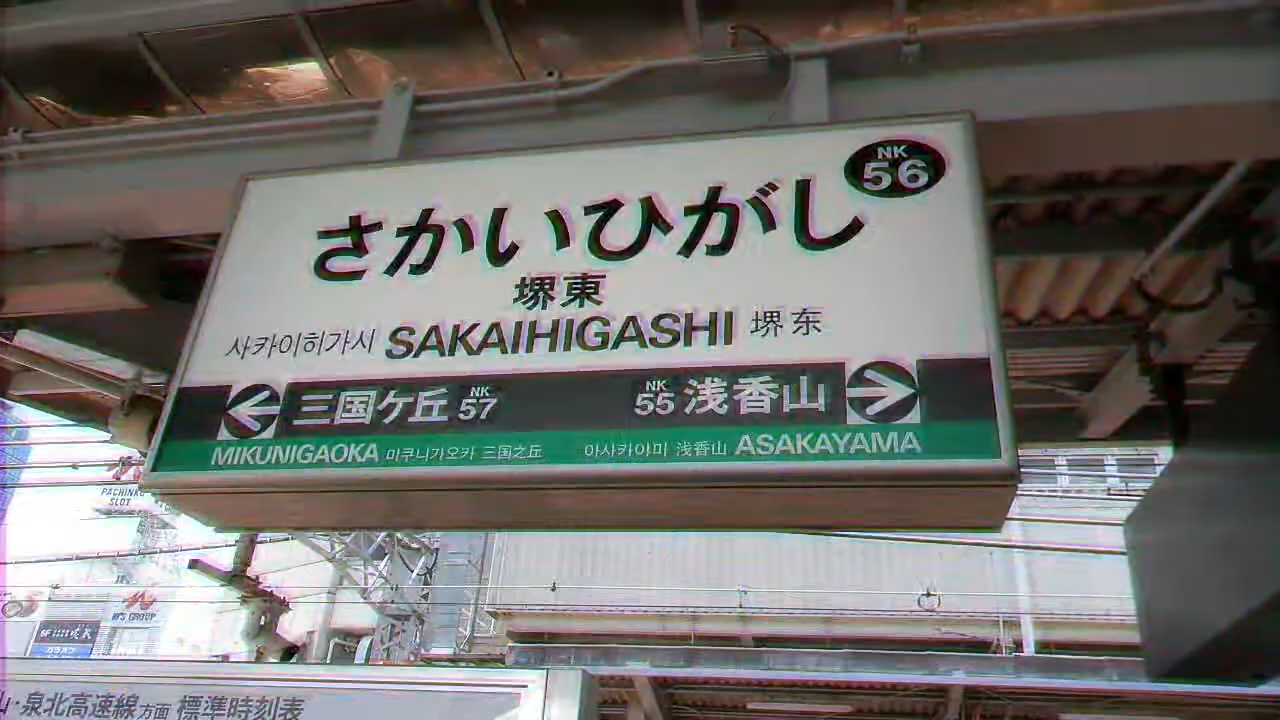 NK
56
さかいひがし
堺東
사카이히가시 SAKAIHIGASHI 堺东
三国ケ丘 NK 57 NK 55 浅香山
MIKUNIGAOKA 미쿠니가오카 三国之丘 아사카야마 浅香山 ASAKAYAMA
PACHINKO
SLOT
山·泉北高速線方面 標準時刻表